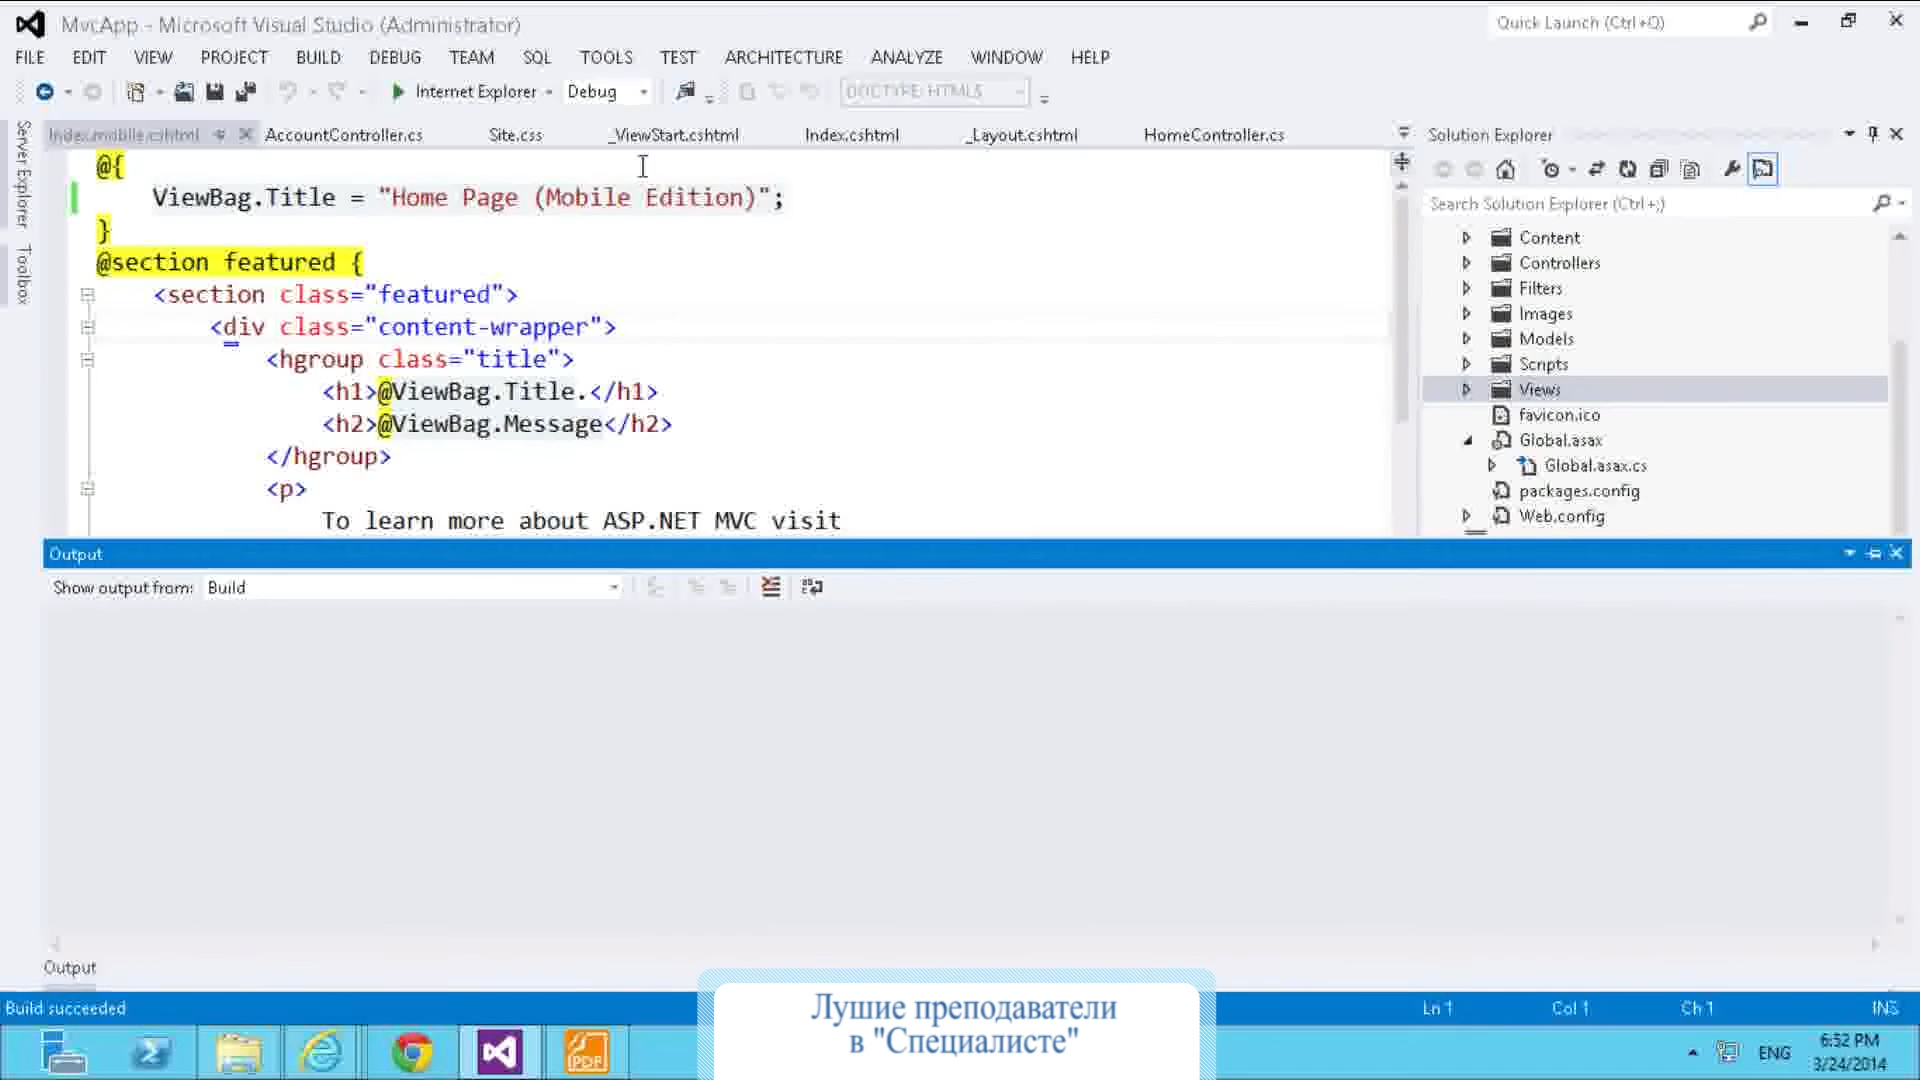 MvcApp - Microsoft Visual Studio (Administrator)
Quick Launch (Ctrl+Q)
FILE EDIT VIEW PROJECT BUILD DEBUG TEAM SQL TOOLS TEST ARCHITECTURE ANALYZE WINDOW HELP
Internet Explorer Debug DOCTYPE: HTML5
Server Explorer
Toolbox
Index.mobile.cshtml AccountController.cs Site.css _ViewStart.cshtml Index.cshtml _Layout.cshtml HomeController.cs
@{
ViewBag.Title = "Home Page (Mobile Edition)";
}
@section featured {
<section class="featured">
<div class="content-wrapper">
<hgroup class="title">
<h1>@ViewBag.Title.</h1>
<h2>@ViewBag.Message</h2>
</hgroup>
<p>
To learn more about ASP.NET MVC visit
Solution Explorer
Search Solution Explorer (Ctrl+;)
Content
Controllers
Filters
Images
Models
Scripts
Views
favicon.ico
Global.asax
Global.asax.cs
packages.config
Web.config
Output
Show output from: Build
Output
Build succeeded
Ln 1 Col 1 Ch 1 INS
Лушие преподаватели
в "Специалисте"
PDF
ENG
6:52 PM
3/24/2014